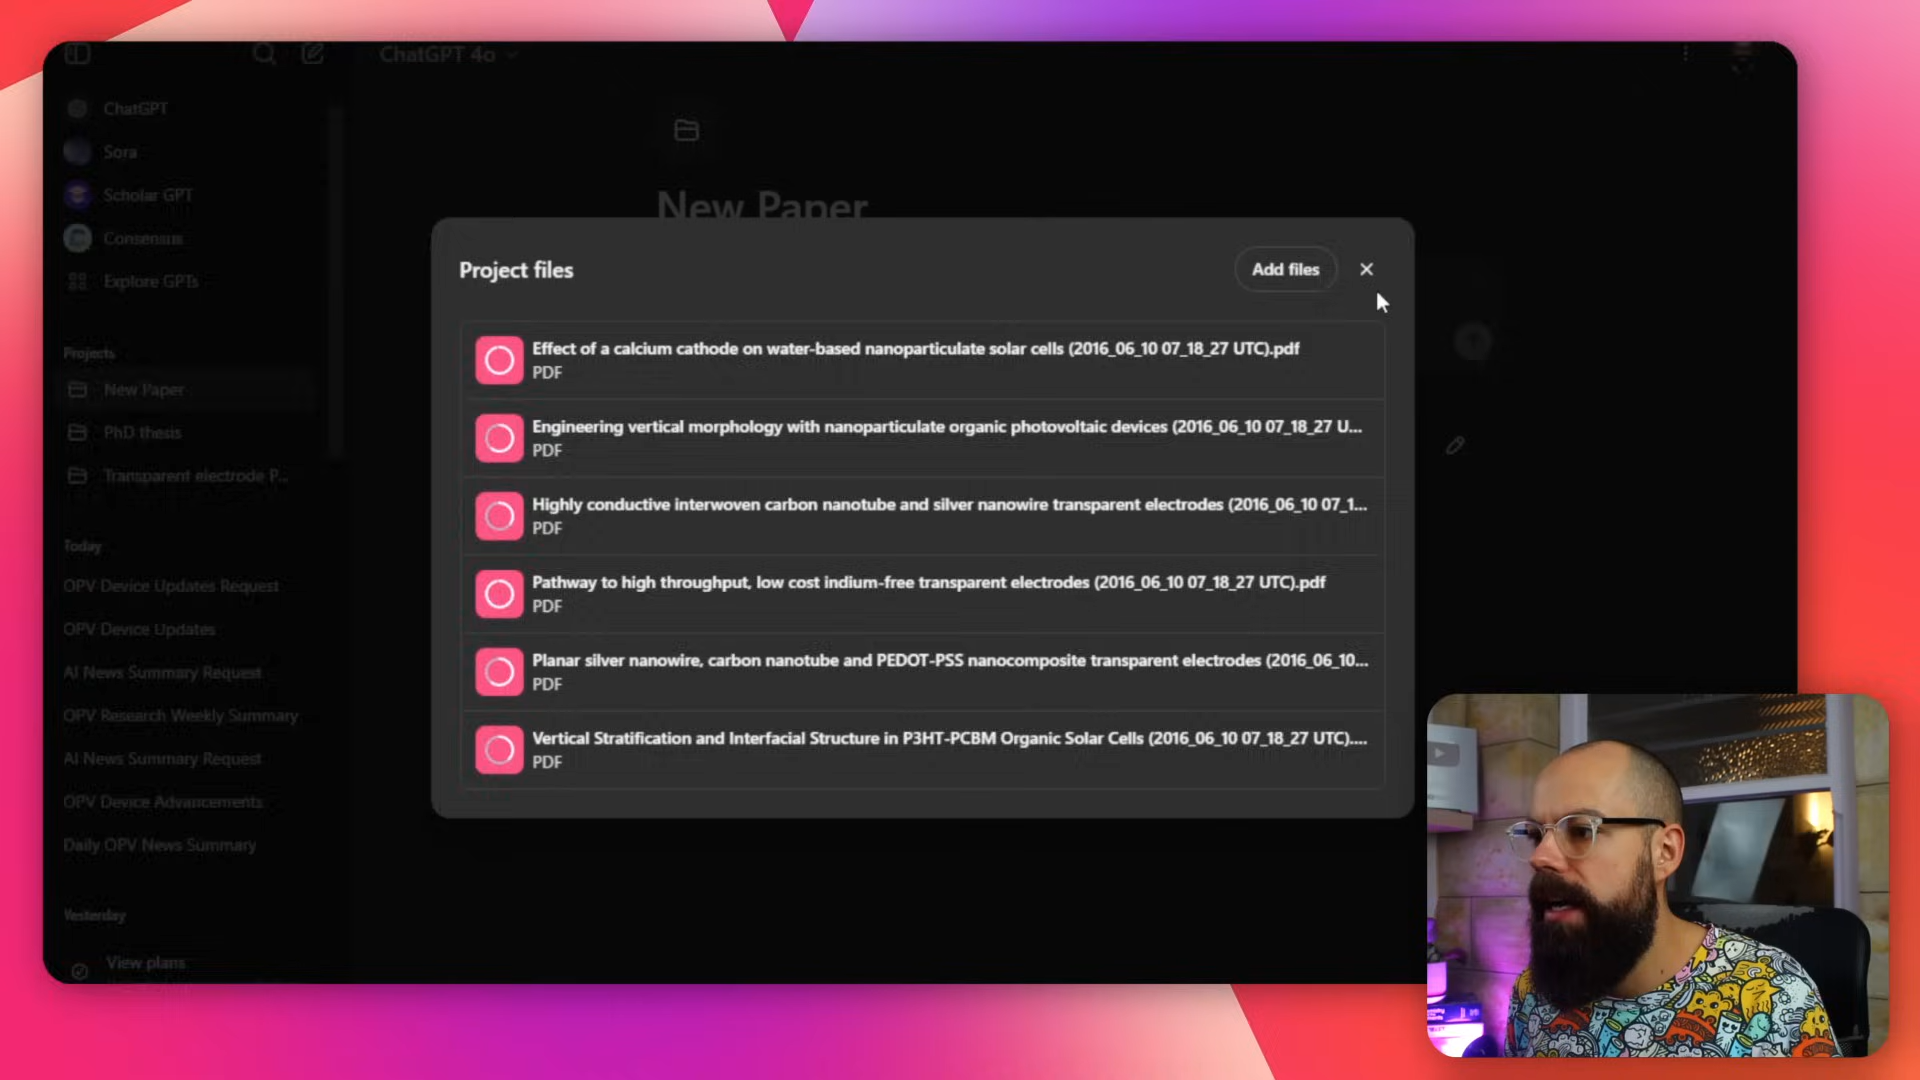 ChatGPT 4o
ChatGPT
Sora
Scholar GPT
Consensus
Explore GPTs
Projects
New Paper
PhD thesis
Transparent electrode P...
Today
OPV Device Updates Request
OPV Device Updates
AI News Summary Request
OPV Research Weekly Summary
AI News Summary Request
OPV Device Advancements
Daily OPV News Summary
Yesterday
View plans
New Paper
Project files
Add files
Effect of a calcium cathode on water-based nanoparticulate solar cells (2016_06_10 07_18_27 UTC).pdf
PDF
Engineering vertical morphology with nanoparticulate organic photovoltaic devices (2016_06_10 07_18_27 U...
PDF
Highly conductive interwoven carbon nanotube and silver nanowire transparent electrodes (2016_06_10 07_1...
PDF
Pathway to high throughput, low cost indium-free transparent electrodes (2016_06_10 07_18_27 UTC).pdf
PDF
Planar silver nanowire, carbon nanotube and PEDOT-PSS nanocomposite transparent electrodes (2016_06_10...
PDF
Vertical Stratification and Interfacial Structure in P3HT-PCBM Organic Solar Cells (2016_06_10 07_18_27 UTC)....
PDF